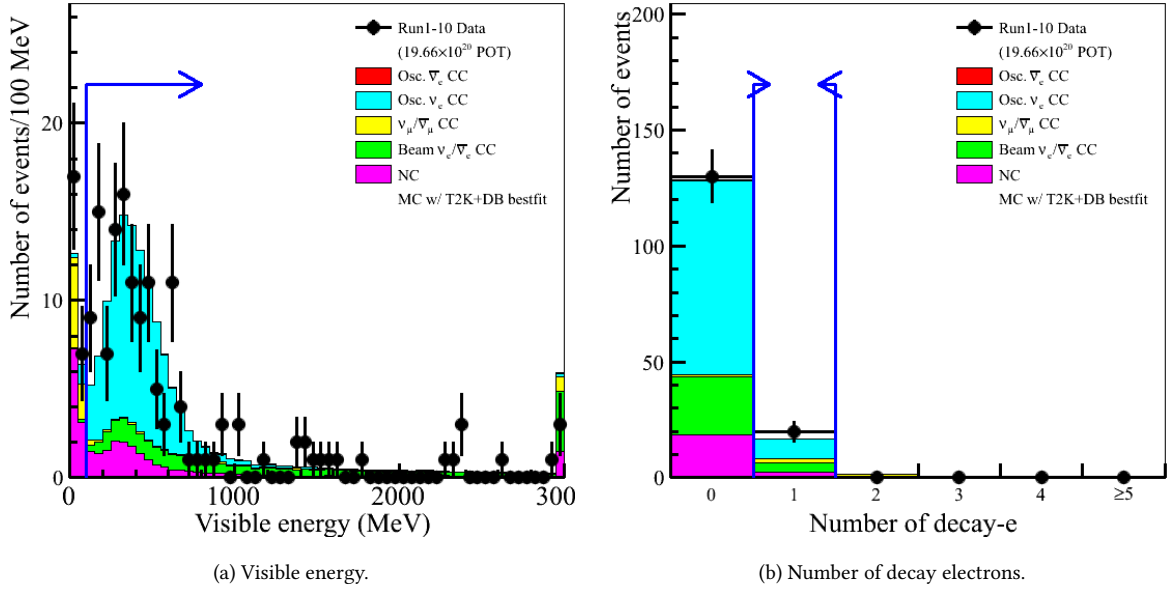 Number of events/100 MeV
20
10
0
0
1000
2000
300
Visible energy (MeV)
Run1-10 Data
(19.66×10²⁰ POT)
Osc. ν̅ₑ CC
Osc. νₑ CC
ν_μ/ν̅_μ CC
Beam νₑ/ν̅ₑ CC
NC
MC w/ T2K+DB bestfit
(a) Visible energy.
Number of events
200
150
100
50
0
0
1
2
3
4
≥5
Number of decay-e
Run1-10 Data
(19.66×10²⁰ POT)
Osc. ν̅ₑ CC
Osc. νₑ CC
ν_μ/ν̅_μ CC
Beam νₑ/ν̅ₑ CC
NC
MC w/ T2K+DB bestfit
(b) Number of decay electrons.